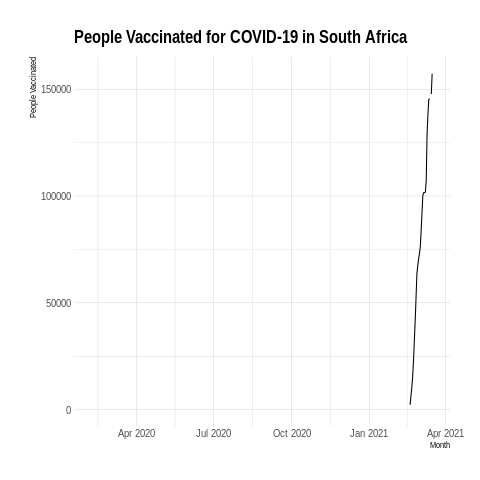 People Vaccinated for COVID-19 in South Africa
People Vaccinated
150000
100000
50000
0
Apr 2020 Jul 2020 Oct 2020 Jan 2021 Apr 2021
Month